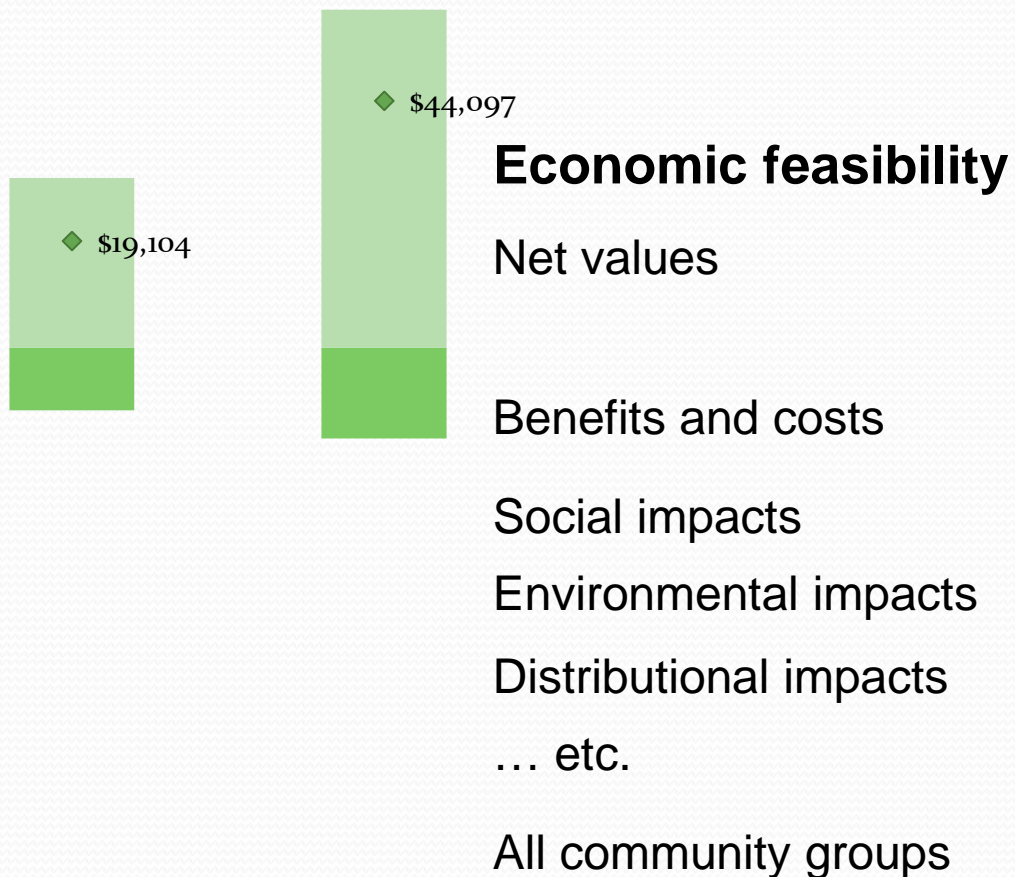 $44,097
$19,104
Economic feasibility
Net values
Benefits and costs
Social impacts
Environmental impacts
Distributional impacts
… etc.
All community groups